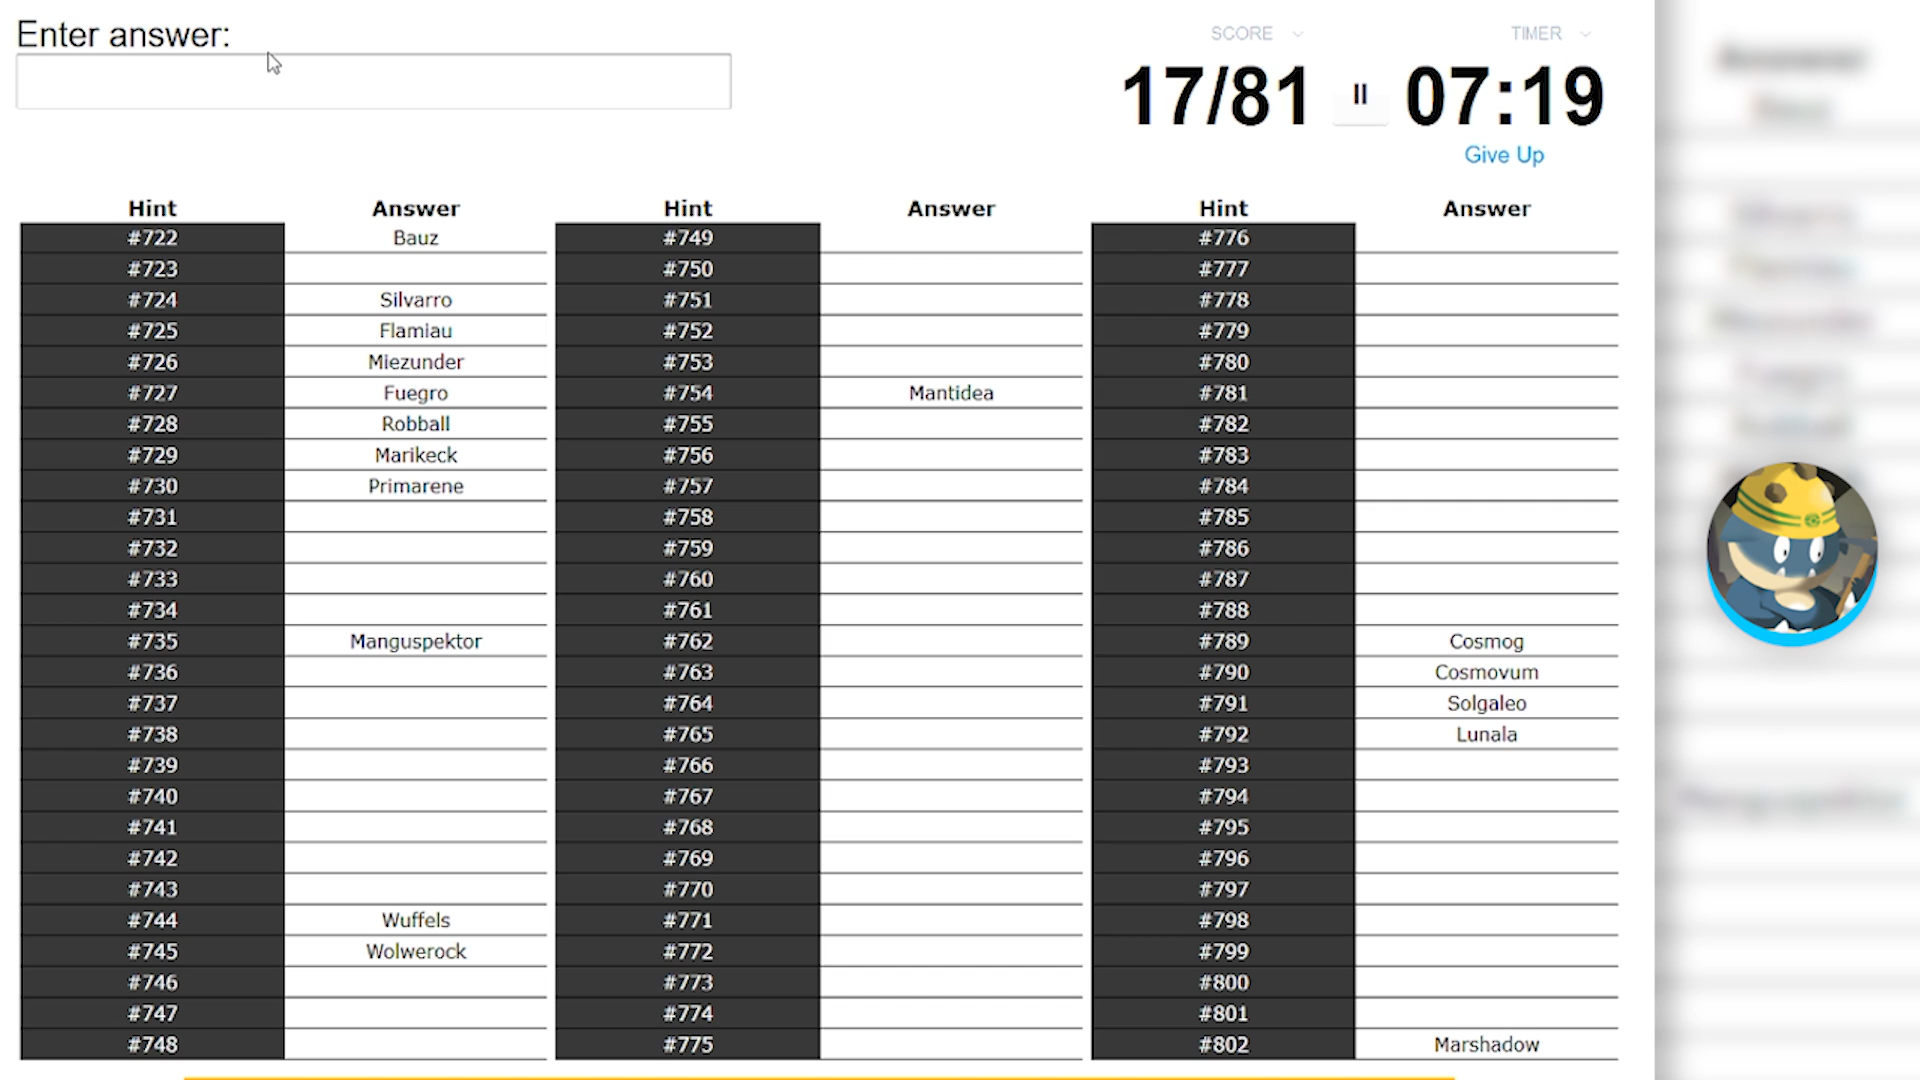 Enter answer:
SCORE TIMER
17/81 II 07:19
Give Up
Hint Answer Hint Answer Hint Answer
#722 Bauz #749 #776
#723 #750 #777
#724 Silvarro #751 #778
#725 Flamiau #752 #779
#726 Miezunder #753 #780
#727 Fuegro #754 Mantidea #781
#728 Robball #755 #782
#729 Marikeck #756 #783
#730 Primarene #757 #784
#731 #758 #785
#732 #759 #786
#733 #760 #787
#734 #761 #788
#735 Manguspektor #762 #789 Cosmog
#736 #763 #790 Cosmovum
#737 #764 #791 Solgaleo
#738 #765 #792 Lunala
#739 #766 #793
#740 #767 #794
#741 #768 #795
#742 #769 #796
#743 #770 #797
#744 Wuffels #771 #798
#745 Wolwerock #772 #799
#746 #773 #800
#747 #774 #801
#748 #775 #802 Marshadow